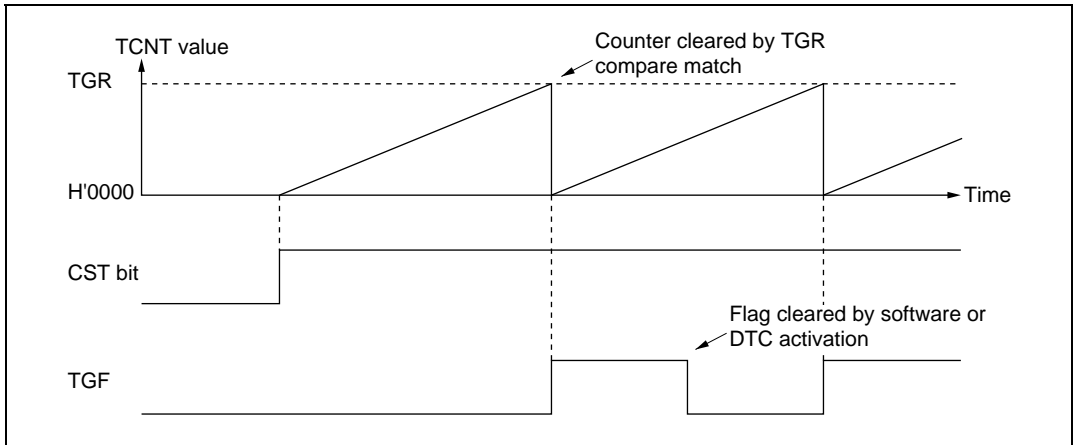 TCNT value
Counter cleared by TGR
compare match
TGR
H'0000
Time
CST bit
Flag cleared by software or
DTC activation
TGF